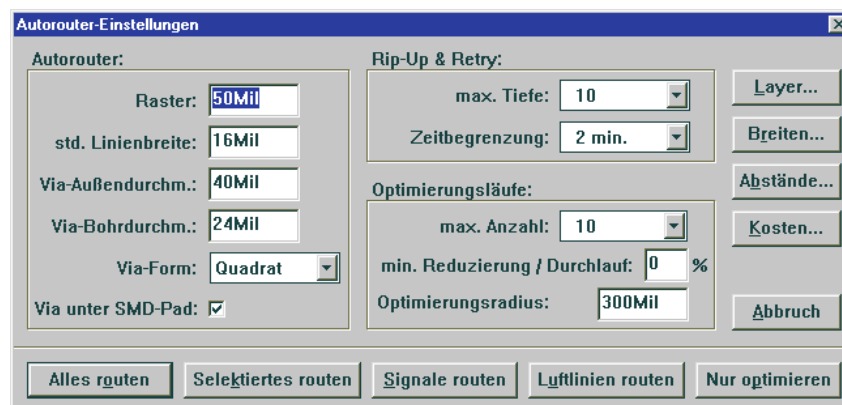 Autorouter-Einstellungen
Autorouter:
Raster: 50Mil
std. Linienbreite: 16Mil
Via-Außendurchm.: 40Mil
Via-Bohrdurchm.: 24Mil
Via-Form: Quadrat
Via unter SMD-Pad:
Rip-Up & Retry:
max. Tiefe: 10
Zeitbegrenzung: 2 min.
Optimierungsläufe:
max. Anzahl: 10
min. Reduzierung / Durchlauf: 0 %
Optimierungsradius: 300Mil
Layer...
Breiten...
Abstände...
Kosten...
Abbruch
Alles routen
Selektiertes routen
Signale routen
Luftlinien routen
Nur optimieren